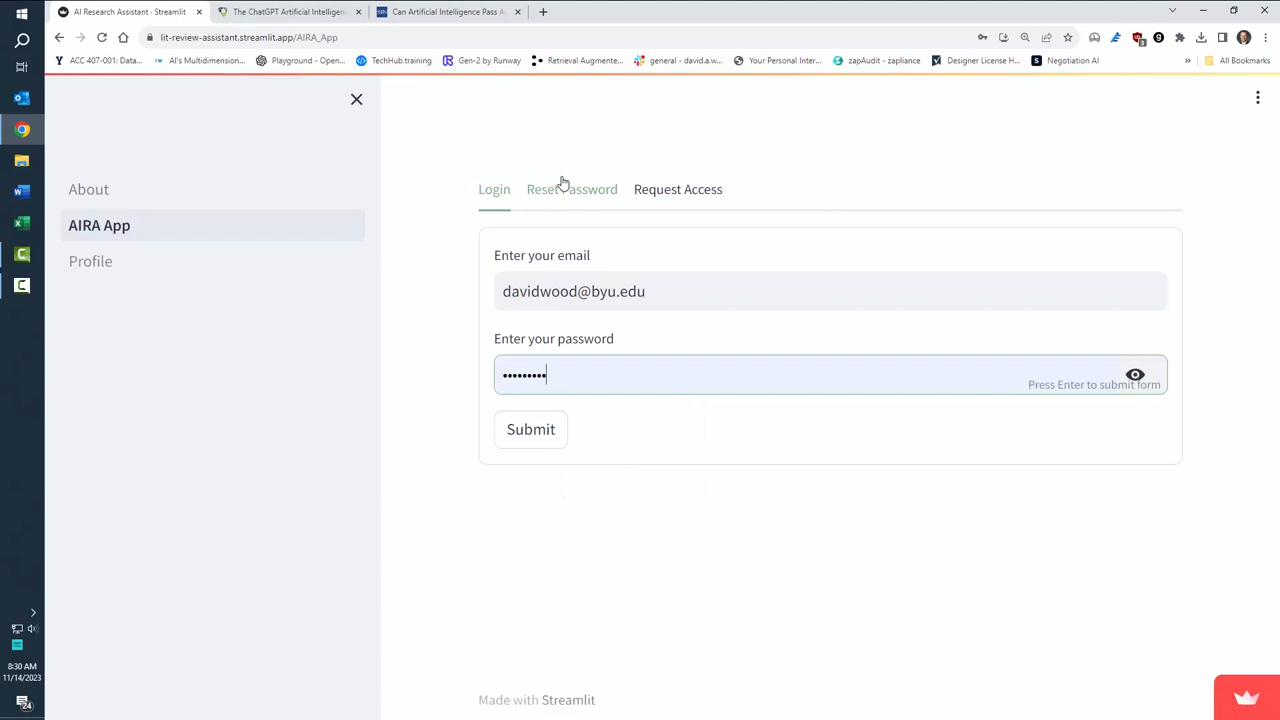 AI Research Assistant · Streamlit
The ChatGPT Artificial Intelligen
Can Artificial Intelligence Pass A
lit-review-assistant.streamlit.app/AIRA_App
ACC 407-001: Data...
AI's Multidimension...
Playground - Open...
TechHub.training
Gen-2 by Runway
Retrieval Augmente...
general - david.a.w...
Your Personal Inter...
zapAudit - zapliance
Designer License H...
Negotiation AI
»
All Bookmarks
About
AIRA App
Profile
Login
Reset Password
Request Access
Enter your email
davidwood@byu.edu
Enter your password
•••••••••
Press Enter to submit form
Submit
Made with Streamlit
8:30 AM
11/14/2023
24